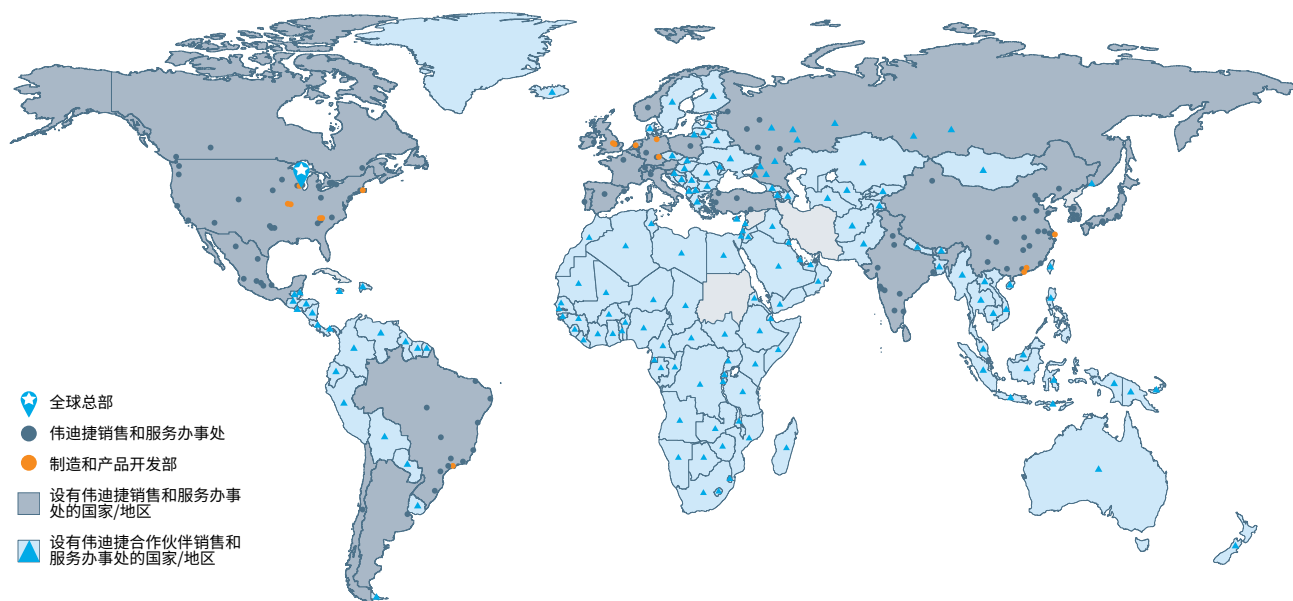 全球总部
伟迪捷销售和服务办事处
制造和产品开发部
设有伟迪捷销售和服务办事
处的国家/地区
设有伟迪捷合作伙伴销售和
服务办事处的国家/地区